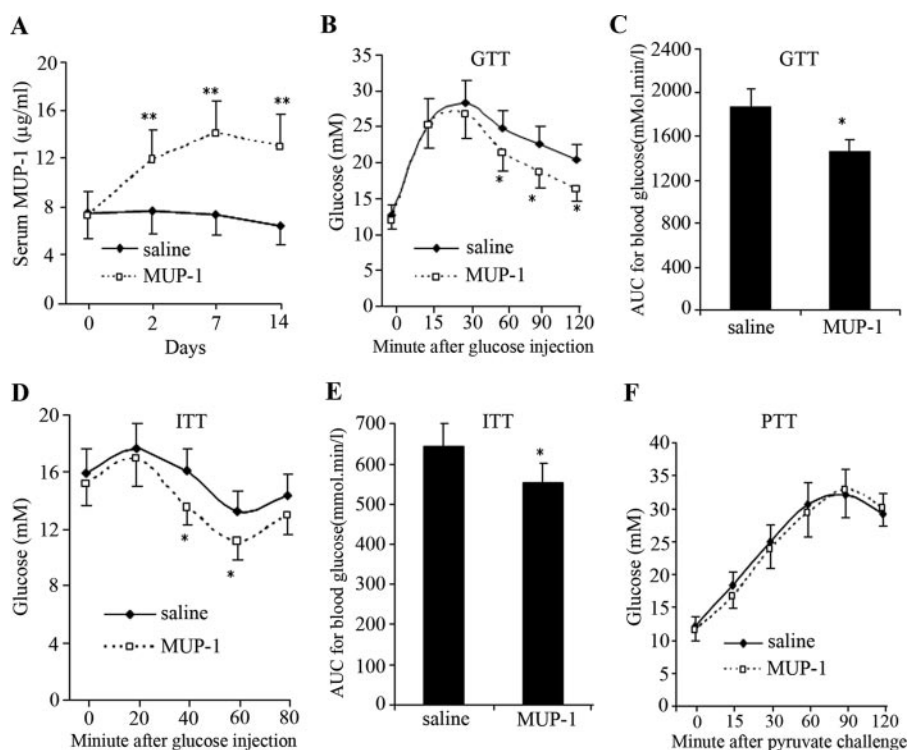 A
Serum MUP-1 (μg/ml)
20
16
12
8
4
0
**
**
**
saline
MUP-1
0 2 7 14
Days
B
GTT
Glucose (mM)
35
30
25
20
15
10
*
*
*
saline
MUP-1
0 15 30 60 90 120
Minute after glucose injection
C
GTT
AUC for blood glucose(mMol.min/l)
2400
2000
1600
1200
800
400
0
*
saline MUP-1
D
ITT
Glucose (mM)
20
16
12
8
4
0
*
*
saline
MUP-1
0 20 40 60 80
Miniute after glucose injection
E
ITT
AUC for blood glucose(mmol.min/l)
700
600
500
400
300
200
100
0
*
saline MUP-1
F
PTT
Glucose (mM)
40
35
30
25
20
15
10
0
saline
MUP-1
0 15 30 60 90 120
Minute after pyruvate challenge